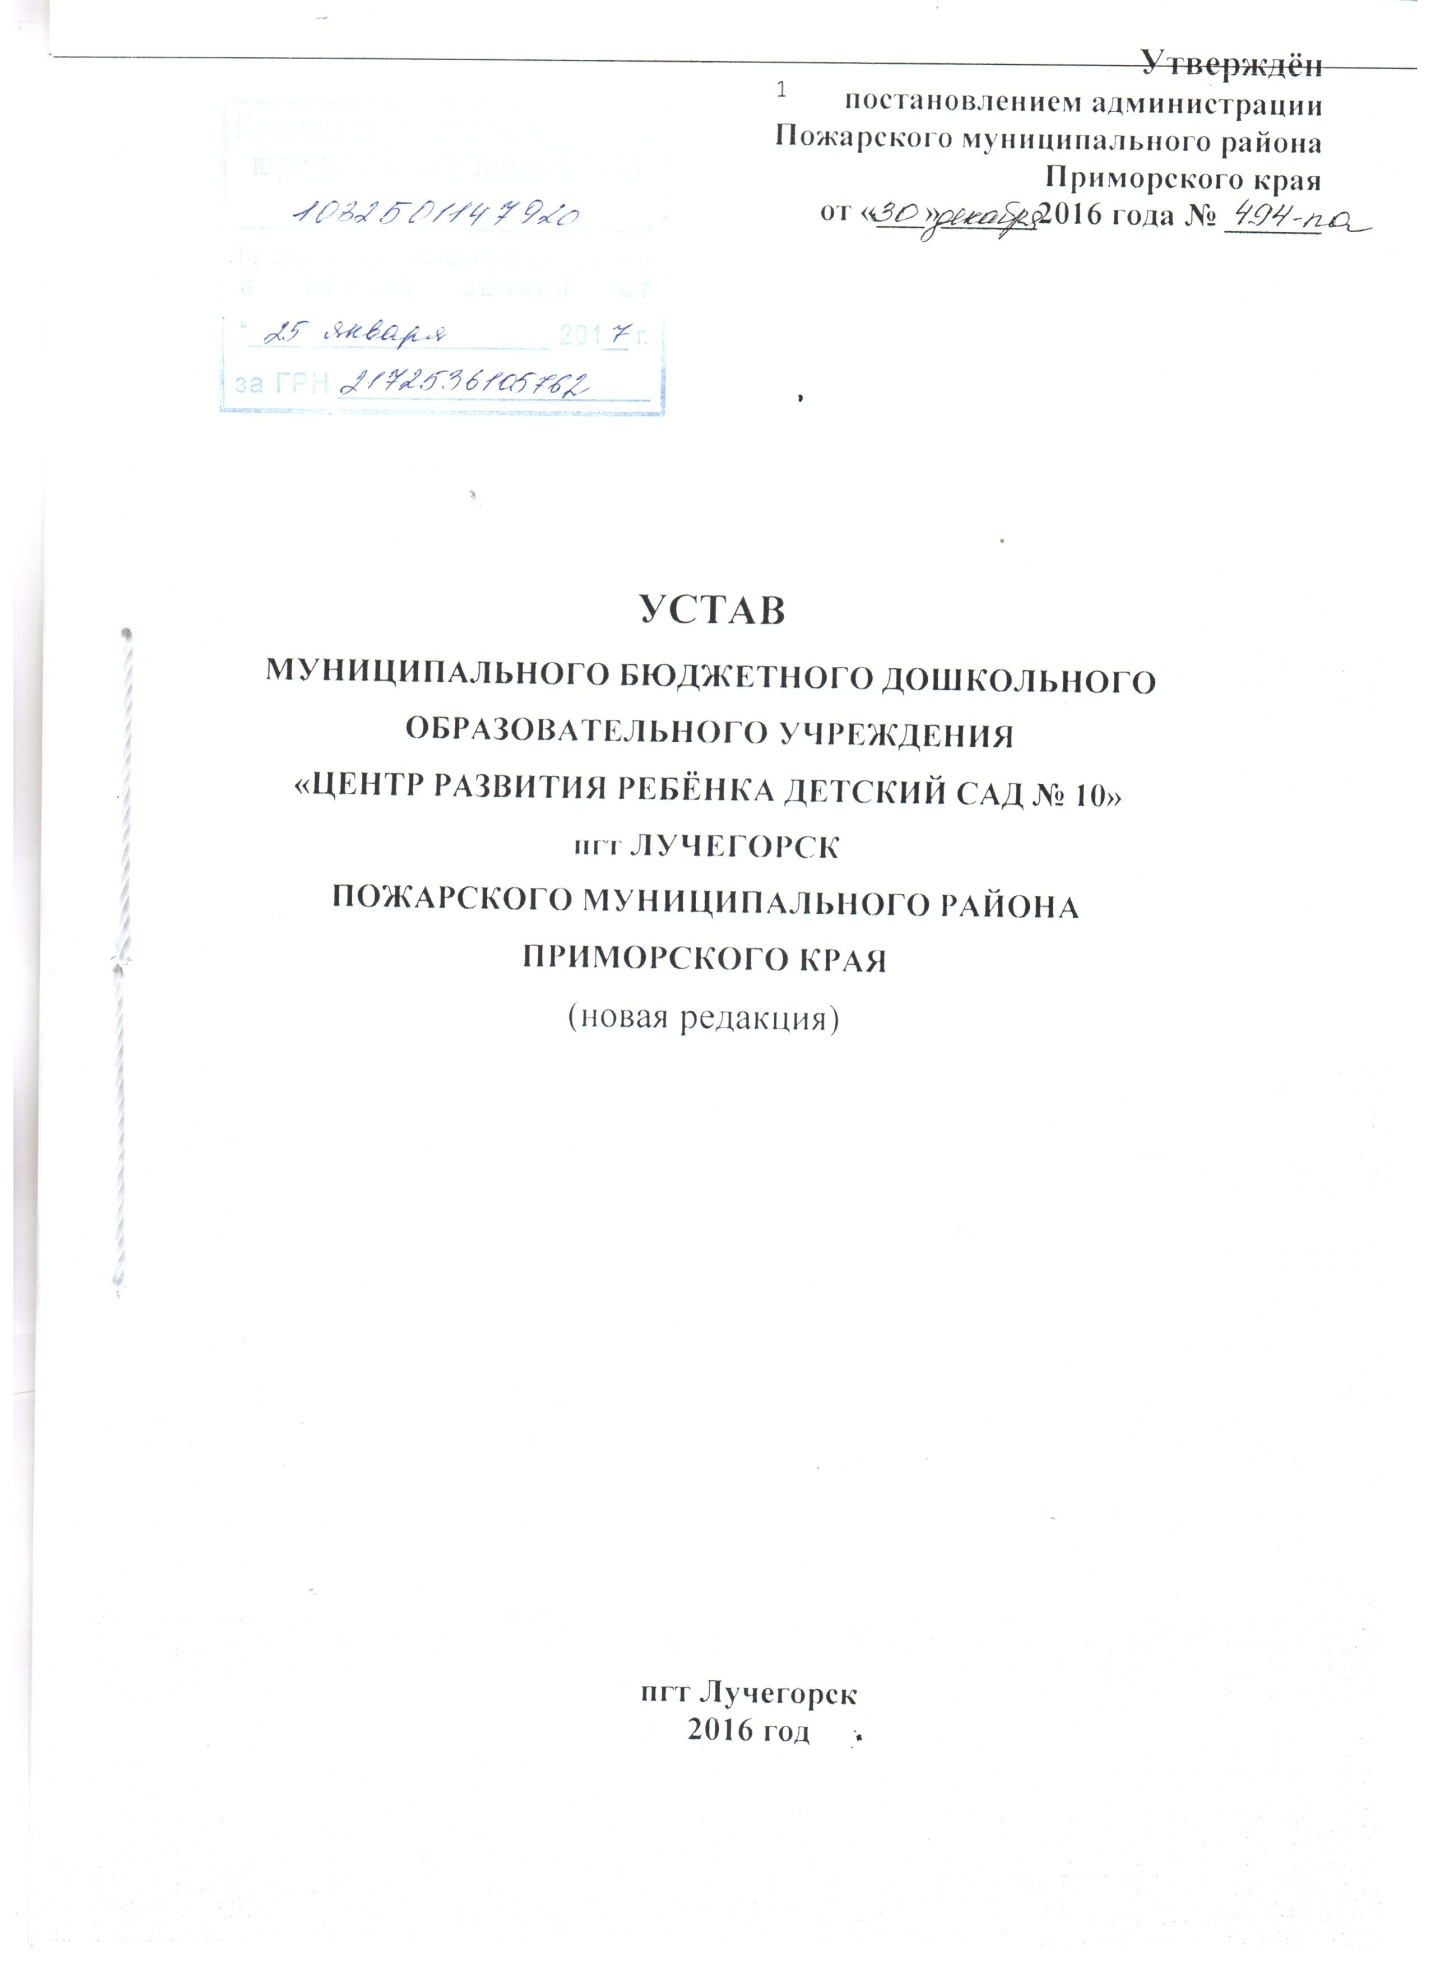 Утверждён
1
постановлением администрации
Пожарского муниципального района
Приморского края
от «30» декабря 2016 года № 494-па
1032501147920
в записи от
"25 января 2017 г.
за ГРН 2172536105762
УСТАВ
МУНИЦИПАЛЬНОГО БЮДЖЕТНОГО ДОШКОЛЬНОГО
ОБРАЗОВАТЕЛЬНОГО УЧРЕЖДЕНИЯ
«ЦЕНТР РАЗВИТИЯ РЕБЁНКА ДЕТСКИЙ САД № 10»
пгт ЛУЧЕГОРСК
ПОЖАРСКОГО МУНИЦИПАЛЬНОГО РАЙОНА
ПРИМОРСКОГО КРАЯ
(новая редакция)
пгт Лучегорск
2016 год